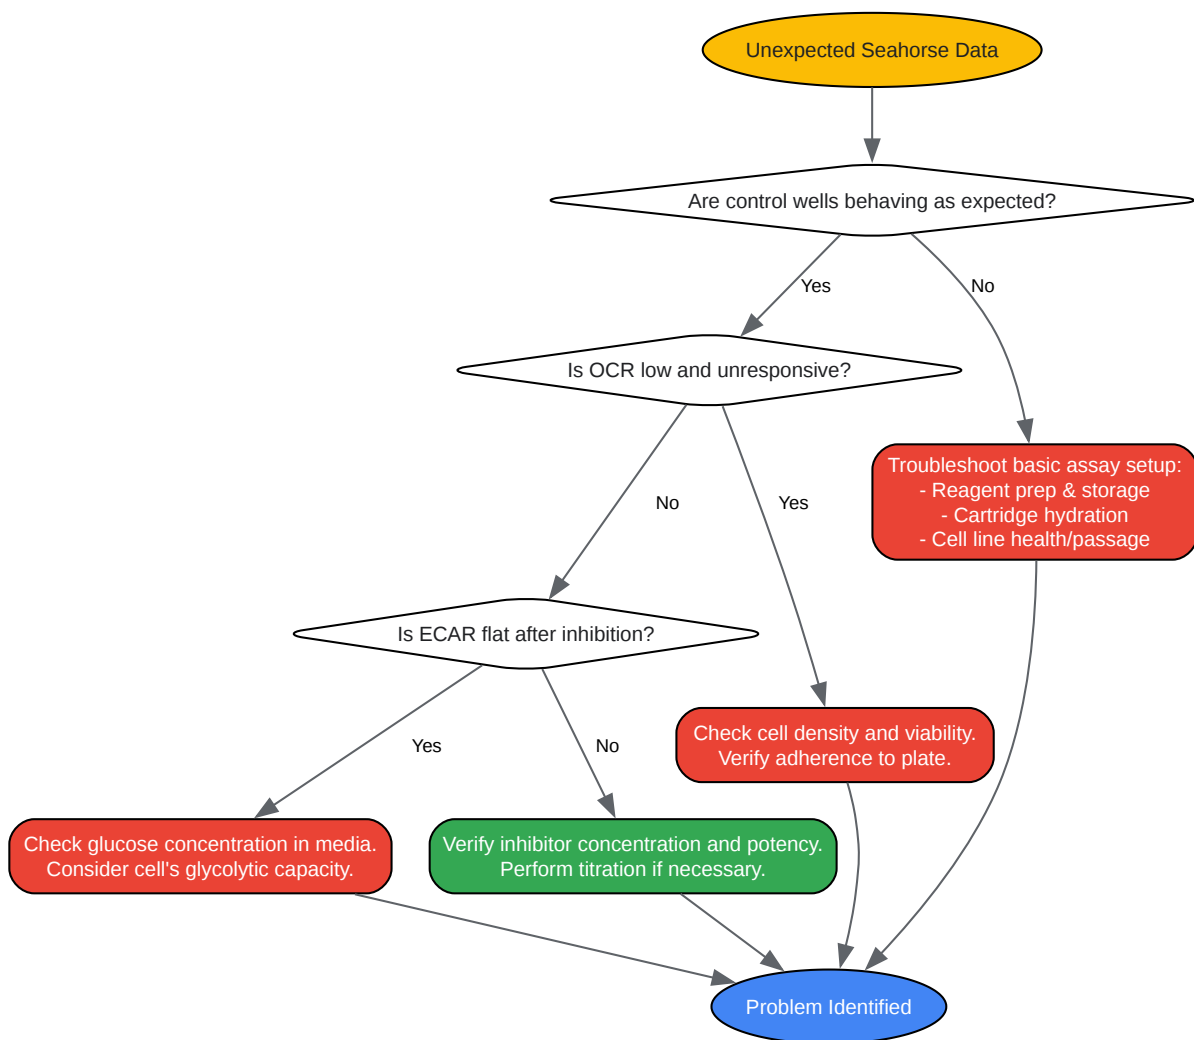 Unexpected Seahorse Data
Are control wells behaving as expected?
Yes
No
Is OCR low and unresponsive?
Troubleshoot basic assay setup:
- Reagent prep & storage
- Cartridge hydration
- Cell line health/passage
No
Yes
Is ECAR flat after inhibition?
Check cell density and viability.
Verify adherence to plate.
Yes
No
Check glucose concentration in media.
Consider cell's glycolytic capacity.
Verify inhibitor concentration and potency.
Perform titration if necessary.
Problem Identified